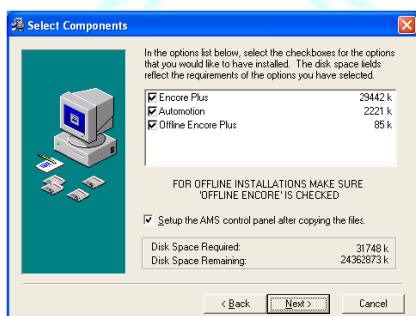 Select Components
In the options list below, select the checkboxes for the options
that you would like to have installed. The disk space fields
reflect the requirements of the options you have selected.
Encore Plus 29442 k
Automotion 2221 k
Offline Encore Plus 85 k
FOR OFFLINE INSTALLATIONS MAKE SURE
'OFFLINE ENCORE' IS CHECKED
Setup the AMS control panel after copying the files.
Disk Space Required: 31748 k
Disk Space Remaining: 24362873 k
< Back Next > Cancel